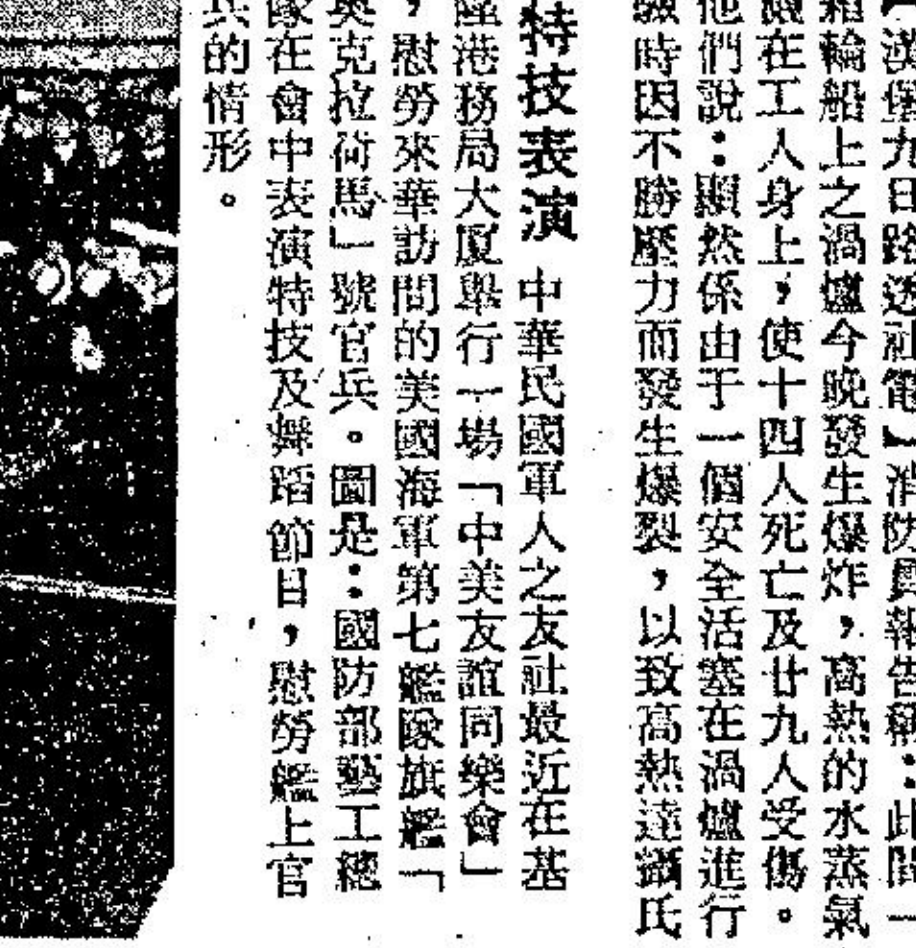 漢堡九日路透社電】消防員報告稱：此間一
箱輪船上之渦爐今晚發生爆炸，高熱的水蒸氣
濺在工人身上，使十四人死亡及廿九人受傷。
他們說：顯然係由于一個安全活塞在渦爐進行
驗時因不勝壓力而發生爆裂，以致高熱達攝氏
特技表演 中華民國軍人之友社最近在基
隆港務局大厦舉行一場「中美友誼同樂會」
，慰勞來華訪問的美國海軍第七艦隊旗艦「
奧克拉荷馬」號官兵。圖是：國防部藝工總
隊在會中表演特技及舞蹈節目，慰勞艦上官
兵的情形。